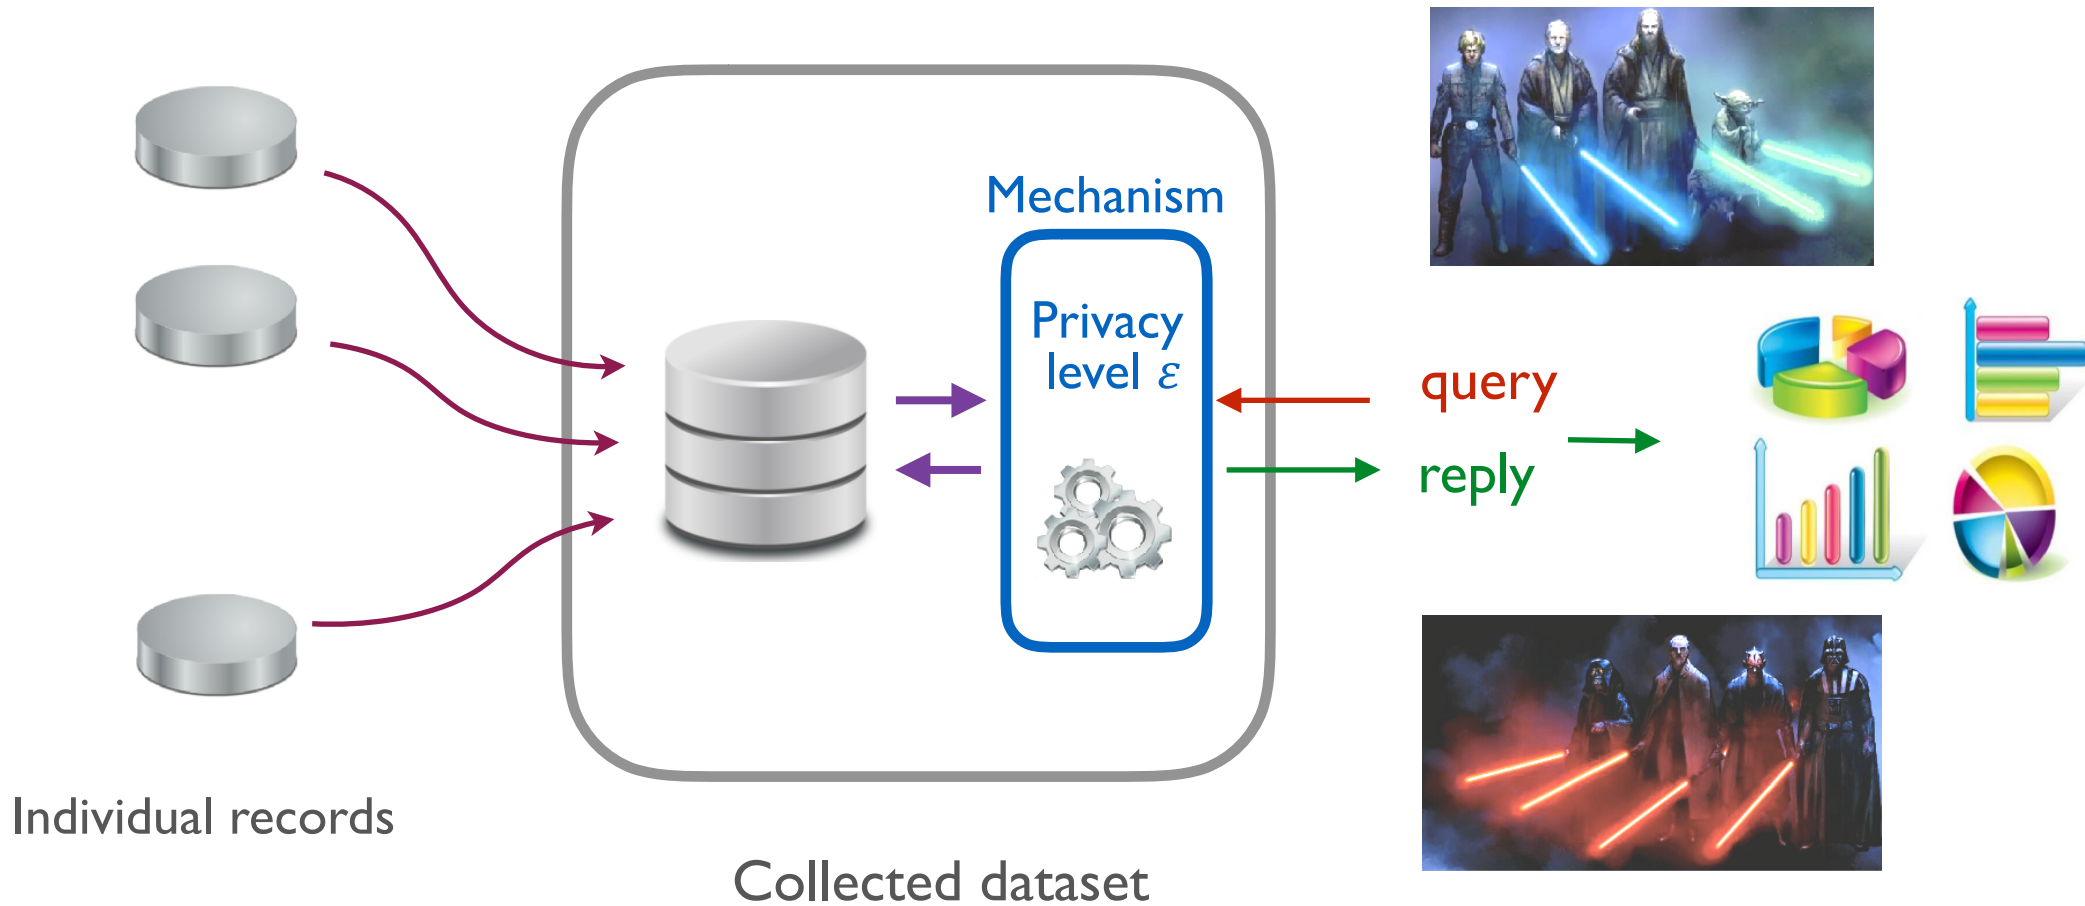 Mechanism
Privacy
level ε
query
reply
Individual records
Collected dataset